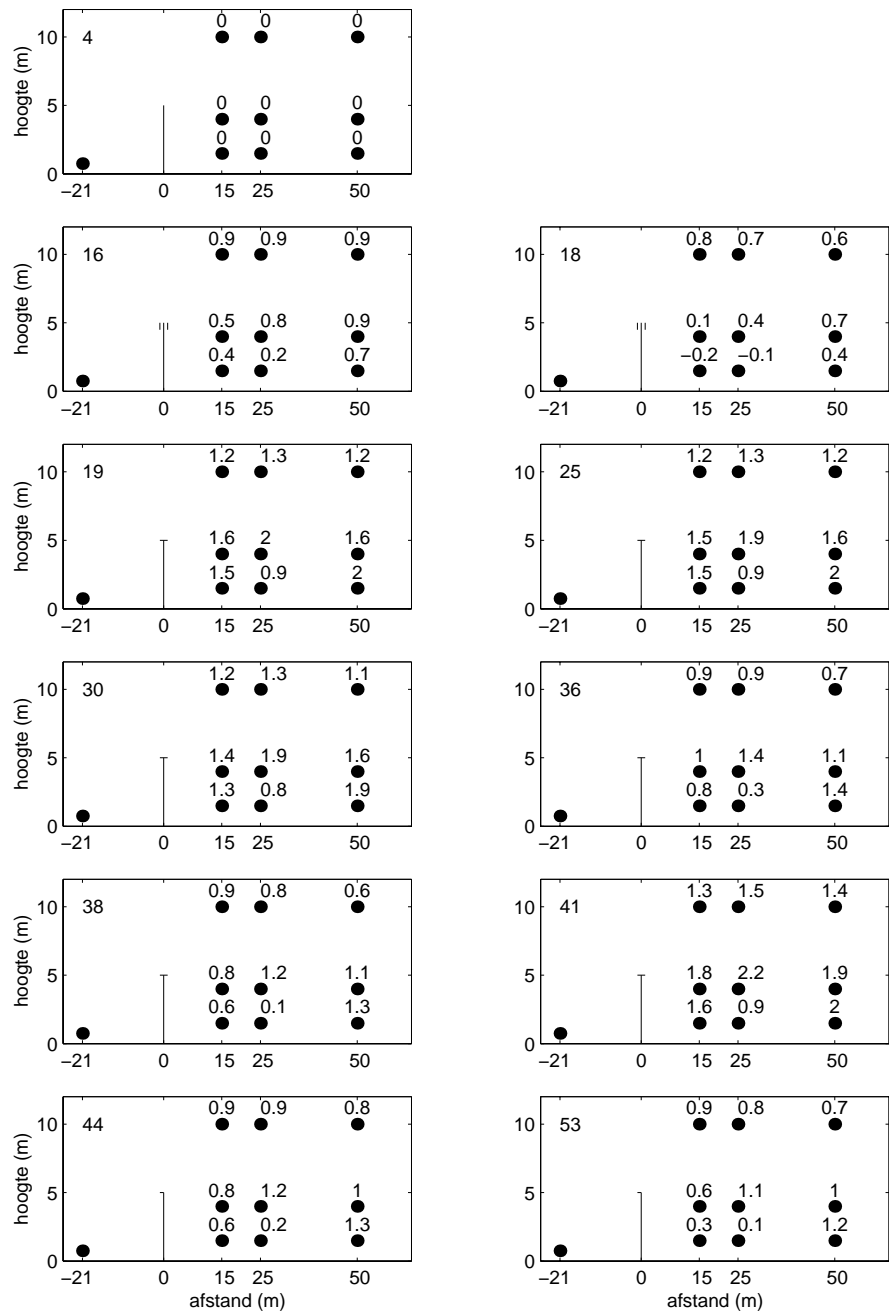 0 0 0
10 4
hoogte (m)
0 0 0
5
0 0 0
0
−21 0 15 25 50
0.9 0.9 0.9
10 16
hoogte (m)
0.5 0.8 0.9
5
0.4 0.2 0.7
0
−21 0 15 25 50
0.8 0.7 0.6
10 18
0.1 0.4 0.7
5
−0.2 −0.1 0.4
0
−21 0 15 25 50
1.2 1.3 1.2
10 19
hoogte (m)
1.6 2 1.6
5
1.5 0.9 2
0
−21 0 15 25 50
1.2 1.3 1.2
10 25
1.5 1.9 1.6
5
1.5 0.9 2
0
−21 0 15 25 50
1.2 1.3 1.1
10 30
hoogte (m)
1.4 1.9 1.6
5
1.3 0.8 1.9
0
−21 0 15 25 50
0.9 0.9 0.7
10 36
1 1.4 1.1
5
0.8 0.3 1.4
0
−21 0 15 25 50
0.9 0.8 0.6
10 38
hoogte (m)
0.8 1.2 1.1
5
0.6 0.1 1.3
0
−21 0 15 25 50
1.3 1.5 1.4
10 41
1.8 2.2 1.9
5
1.6 0.9 2
0
−21 0 15 25 50
0.9 0.9 0.8
10 44
hoogte (m)
0.8 1.2 1
5
0.6 0.2 1.3
0
−21 0 15 25 50
afstand (m)
0.9 0.8 0.7
10 53
0.6 1.1 1
5
0.3 0.1 1.2
0
−21 0 15 25 50
afstand (m)